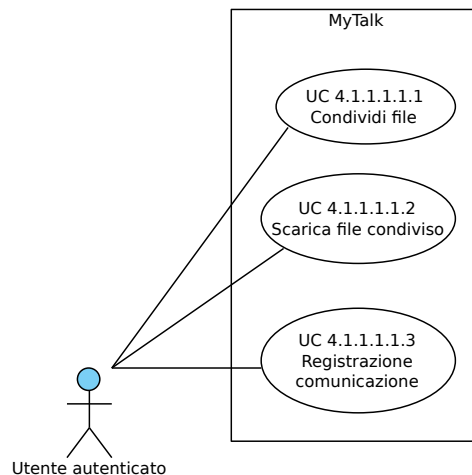 MyTalk
UC 4.1.1.1.1.1
Condividi file
UC 4.1.1.1.1.2
Scarica file condiviso
UC 4.1.1.1.1.3
Registrazione
comunicazione
Utente autenticato